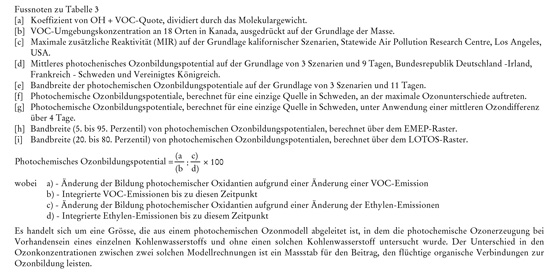 Fussnoten zu Tabelle 3
[a] Koeffizient von OH + VOC-Quote, dividiert durch das Molekulargewicht.
[b] VOC-Umgebungskonzentration an 18 Orten in Kanada, ausgedrückt auf der Grundlage der Masse.
[c] Maximale zusätzliche Reaktivität (MIR) auf der Grundlage kalifornischer Szenarien, Statewide Air Pollution Research Centre, Los Angeles,
USA.
[d] Mittleres photochemisches Ozonbildungspotential auf der Grundlage von 3 Szenarien und 9 Tagen, Bundesrepublik Deutschland -Irland,
Frankreich - Schweden und Vereinigtes Königreich.
[e] Bandbreite der photochemischen Ozonbildungspotentiale auf der Grundlage von 3 Szenarien und 11 Tagen.
[f] Photochemische Ozonbildungspotentiale, berechnet für eine einzige Quelle in Schweden, an der maximale Ozonunterschiede auftreten.
[g] Photochemische Ozonbildungspotentiale, berechnet für eine einzige Quelle in Schweden, unter Anwendung einer mittleren Ozondifferenz
über 4 Tage.
[h] Bandbreite (5. bis 95. Perzentil) von photochemischen Ozonbildungspotentialen, berechnet über dem EMEP-Raster.
[i] Bandbreite (20. bis 80. Perzentil) von photochemischen Ozonbildungspotentialen, berechnet über dem LOTOS-Raster.
(a c)
Photochemisches Ozonbildungspotential = : × 100
(b d)
wobei a) - Änderung der Bildung photochemischer Oxidantien aufgrund einer Änderung einer VOC-Emission
b) - Integrierte VOC-Emissionen bis zu diesem Zeitpunkt
c) - Änderung der Bildung photochemischer Oxidantien aufgrund einer Änderung der Ethylen-Emissionen
d) - Integrierte Ethylen-Emissionen bis zu diesem Zeitpunkt
Es handelt sich um eine Grösse, die aus einem photochemischen Ozonmodell abgeleitet ist, in dem die photochemische Ozonerzeugung bei
Vorhandensein eines einzelnen Kohlenwasserstoffs und ohne einen solchen Kohlenwasserstoff untersucht wurde. Der Unterschied in den
Ozonkonzentrationen zwischen zwei solchen Modellrechnungen ist ein Massstab für den Beitrag, den flüchtige organische Verbindungen zur
Ozonbildung leisten.